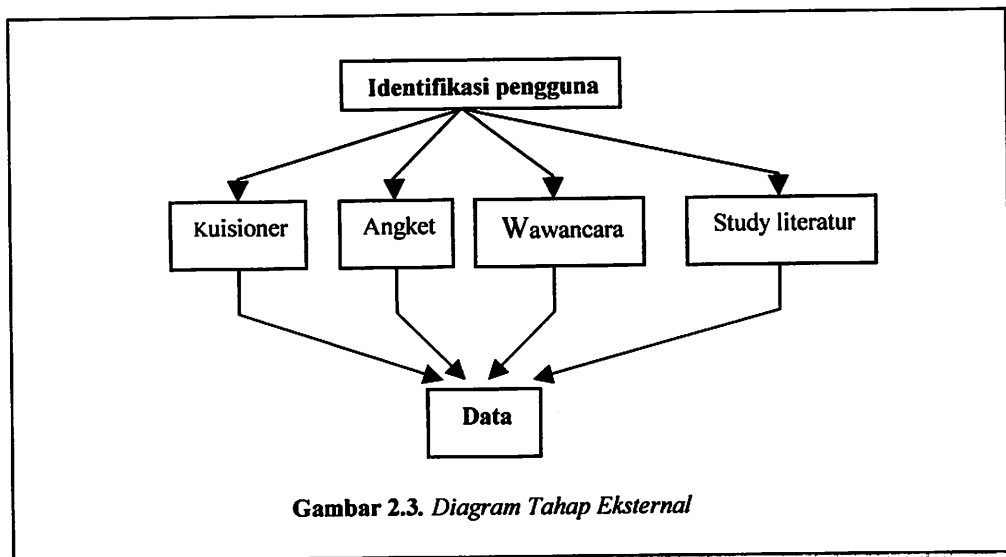 Identifikasi pengguna
Kuisioner
Angket
Wawancara
Study literatur
Data
Gambar 2.3. Diagram Tahap Eksternal